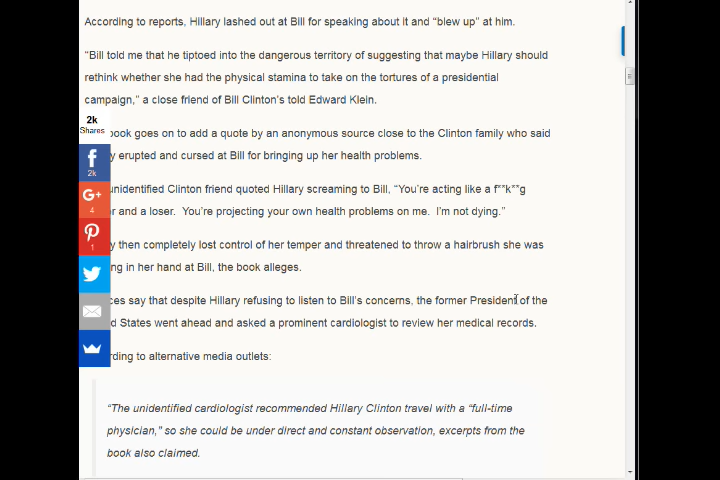 According to reports, Hillary lashed out at Bill for speaking about it and “blew up” at him.
“Bill told me that he tiptoed into the dangerous territory of suggesting that maybe Hillary should
rethink whether she had the physical stamina to take on the tortures of a presidential
campaign,” a close friend of Bill Clinton’s told Edward Klein.
2k
Shares
book goes on to add a quote by an anonymous source close to the Clinton family who said
erupted and cursed at Bill for bringing up her health problems.
2k
unidentified Clinton friend quoted Hillary screaming to Bill, “You’re acting like a f**k**g
G+
4
and a loser. You’re projecting your own health problems on me. I’m not dying.”
1
then completely lost control of her temper and threatened to throw a hairbrush she was
in her hand at Bill, the book alleges.
say that despite Hillary refusing to listen to Bill’s concerns, the former President of the
States went ahead and asked a prominent cardiologist to review her medical records.
to alternative media outlets:
“The unidentified cardiologist recommended Hillary Clinton travel with a “full-time
physician,” so she could be under direct and constant observation, excerpts from the
book also claimed.